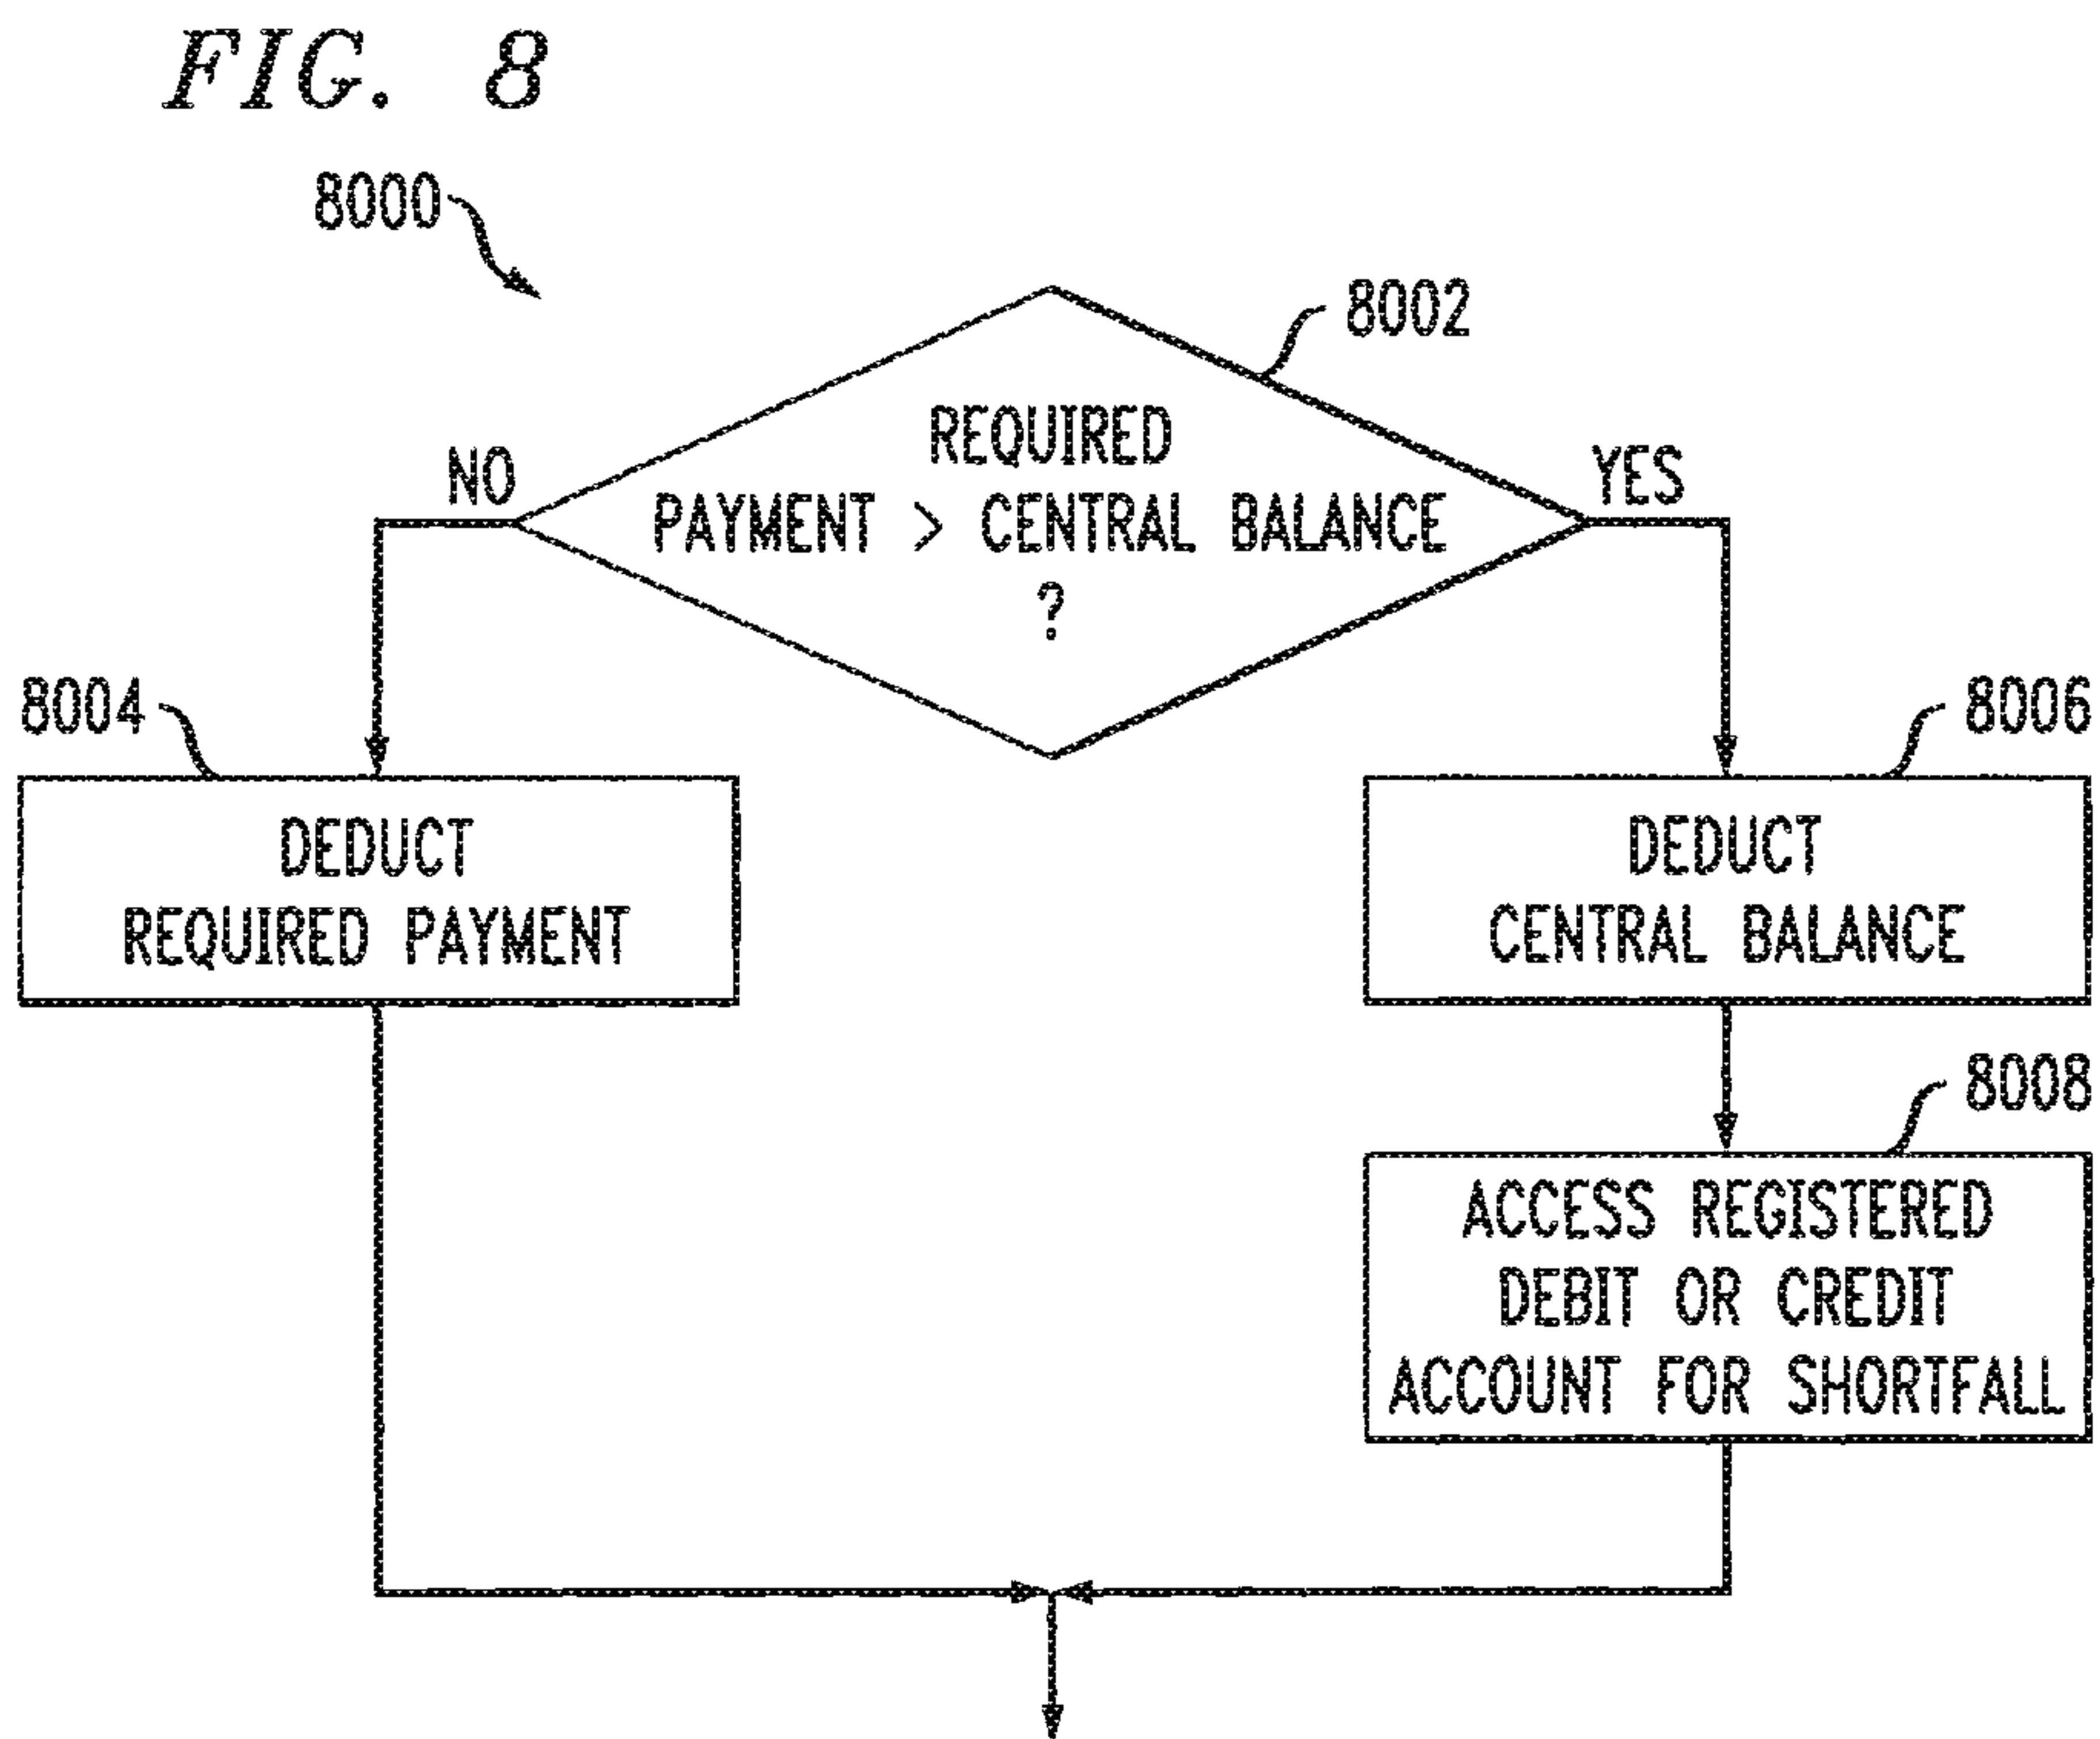 FIG. 8
8000
8002
REQUIRED
PAYMENT > CENTRAL BALANCE
?
NO
YES
8004
8006
DEDUCT
REQUIRED PAYMENT
DEDUCT
CENTRAL BALANCE
8008
ACCESS REGISTERED
DEBIT OR CREDIT
ACCOUNT FOR SHORTFALL